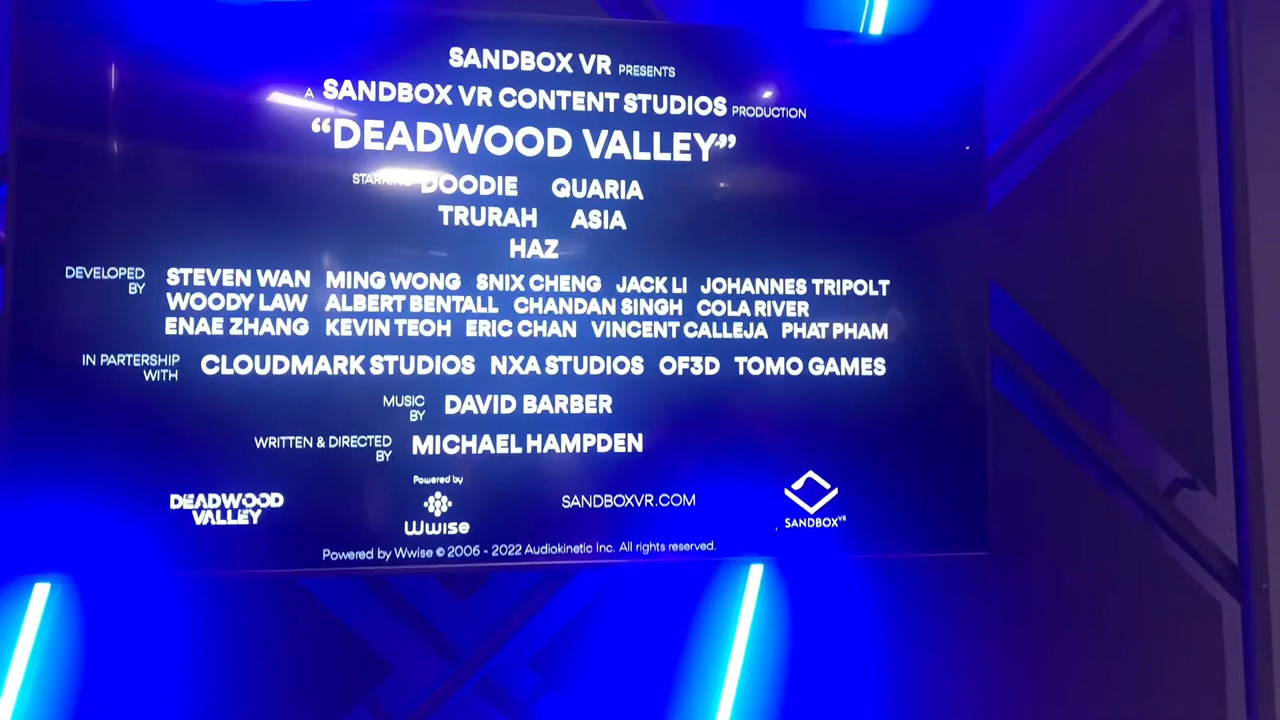 SANDBOX VR PRESENTS
A SANDBOX VR CONTENT STUDIOS PRODUCTION
“DEADWOOD VALLEY”
STARRING DOODIE QUARIA
TRURAH ASIA
HAZ
DEVELOPED BY STEVEN WAN MING WONG SNIX CHENG JACK LI JOHANNES TRIPOLT
WOODY LAW ALBERT BENTALL CHANDAN SINGH COLA RIVER
ENAE ZHANG KEVIN TEOH ERIC CHAN VINCENT CALLEJA PHAT PHAM
IN PARTERSHIP WITH CLOUDMARK STUDIOS NXA STUDIOS OF3D TOMO GAMES
MUSIC BY DAVID BARBER
WRITTEN & DIRECTED BY MICHAEL HAMPDEN
DEADWOOD VALLEY
Powered by
Wwise
SANDBOXVR.COM
SANDBOX VR
Powered by Wwise © 2006 - 2022 Audiokinetic Inc. All rights reserved.